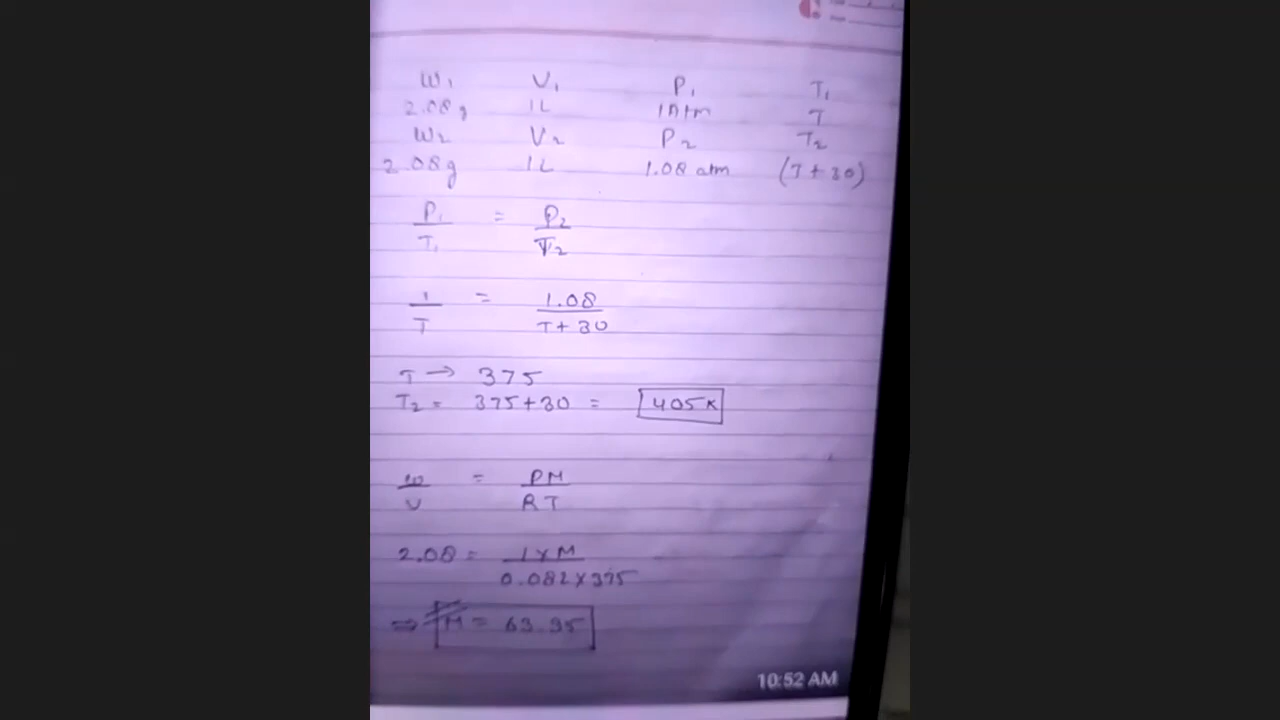 W₁ V₁ P₁ T₁
2.08g 1L 1Atm T
W₂ V₂ P₂ T₂
2.08g 1L 1.08 atm (T+30)
P₁/T₁ = P₂/T₂
1/T = 1.08/T+30
T → 375
T₂ = 375+30 = 405K
w/V = PM/RT
2.08 = 1×M/0.082×375
⇒ M = 63.95
10:52 AM